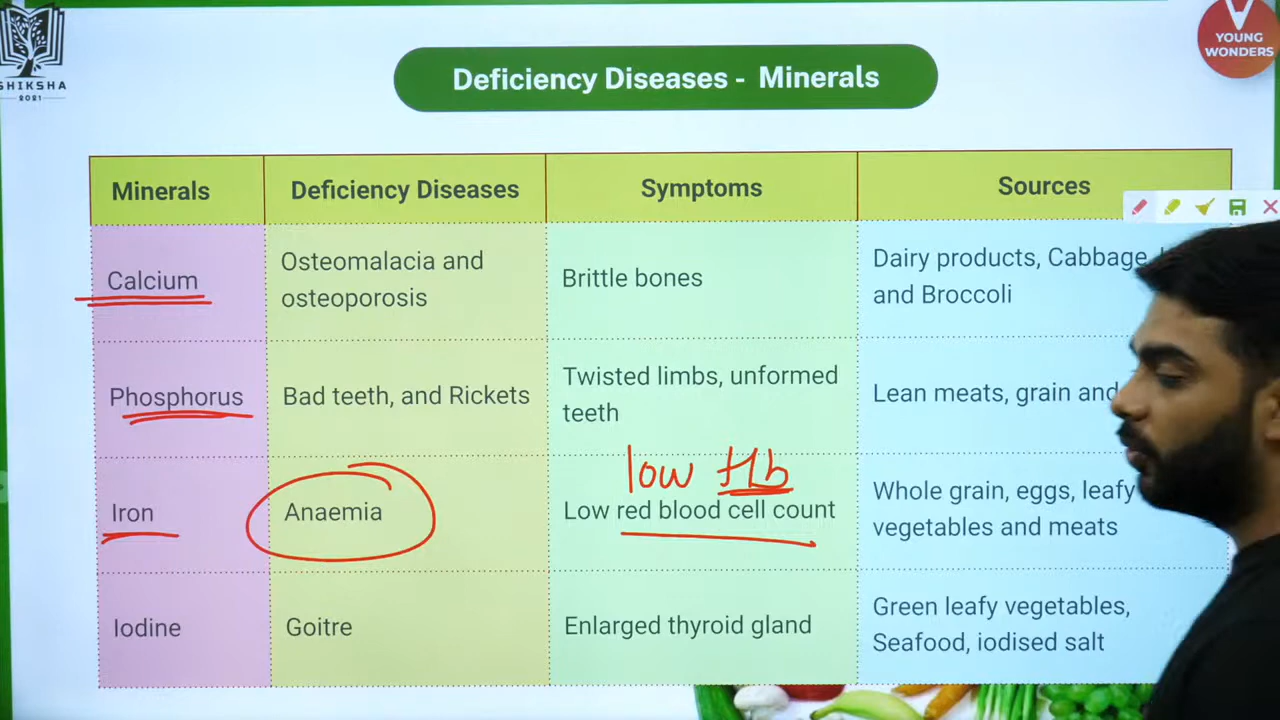 SHIKSHA
2021
YOUNG
WONDERS
Deficiency Diseases - Minerals
Minerals
Deficiency Diseases
Symptoms
Sources
Calcium
Osteomalacia and
osteoporosis
Brittle bones
Dairy products, Cabbage,
and Broccoli
Phosphorus
Bad teeth, and Rickets
Twisted limbs, unformed
teeth
Lean meats, grain and
Iron
Anaemia
low Hb
Low red blood cell count
Whole grain, eggs, leafy
vegetables and meats
Iodine
Goitre
Enlarged thyroid gland
Green leafy vegetables,
Seafood, iodised salt